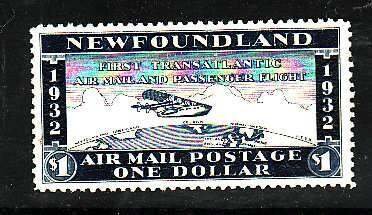 NEWFOUNDLAND
FIRST TRANSATLANTIC
AIR MAIL AND PASSENGER FLIGHT
1932
1932
$1
AIR MAIL POSTAGE
ONE DOLLAR
$1